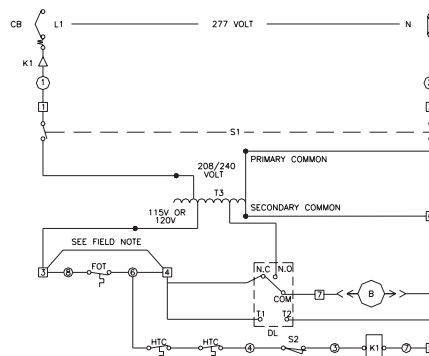 CB L1 277 VOLT N
K1
1
1
S1
208/240
VOLT
PRIMARY COMMON
T3
SECONDARY COMMON
115V OR
120V
SEE FIELD NOTE
3 8 FOT 6 4
N.C N.O
COM 7 B
T1 T2
DL
HTC HTC 4 S2 3 K1 7